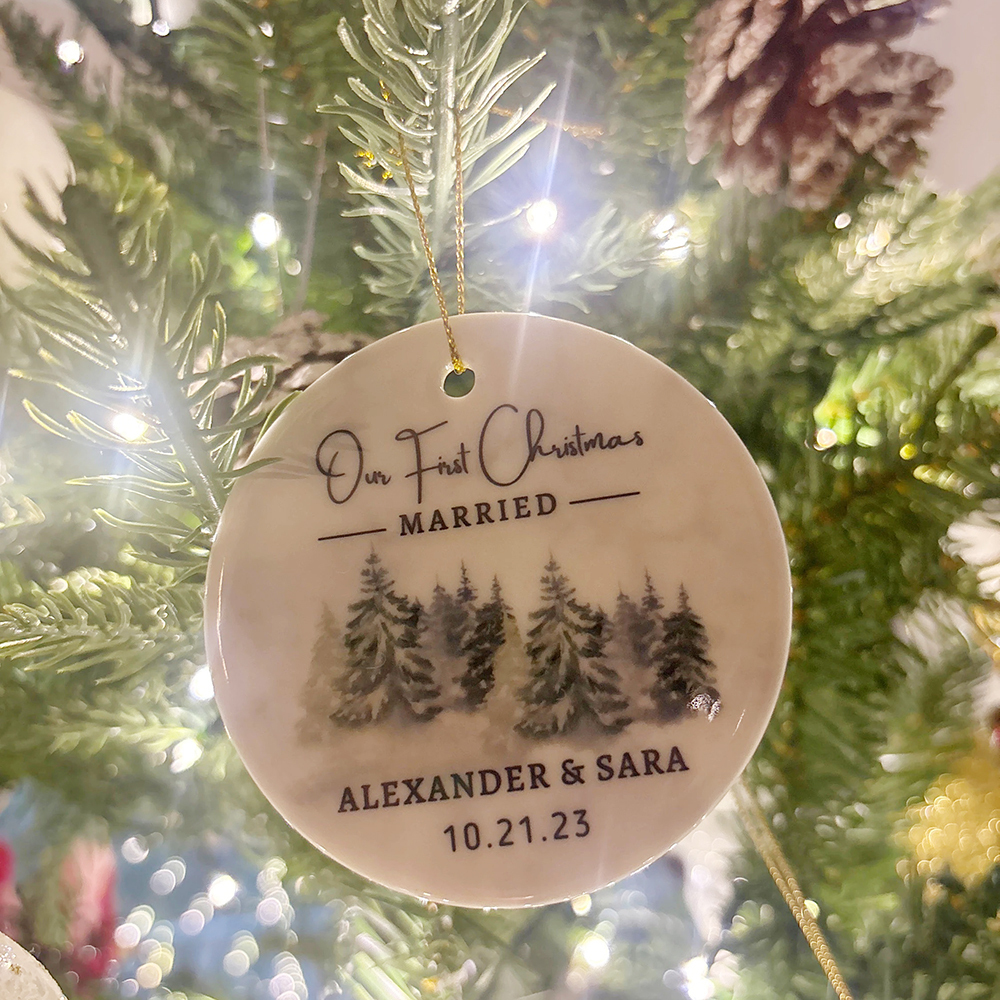 Our First Christmas
MARRIED
ALEXANDER & SARA
10.21.23